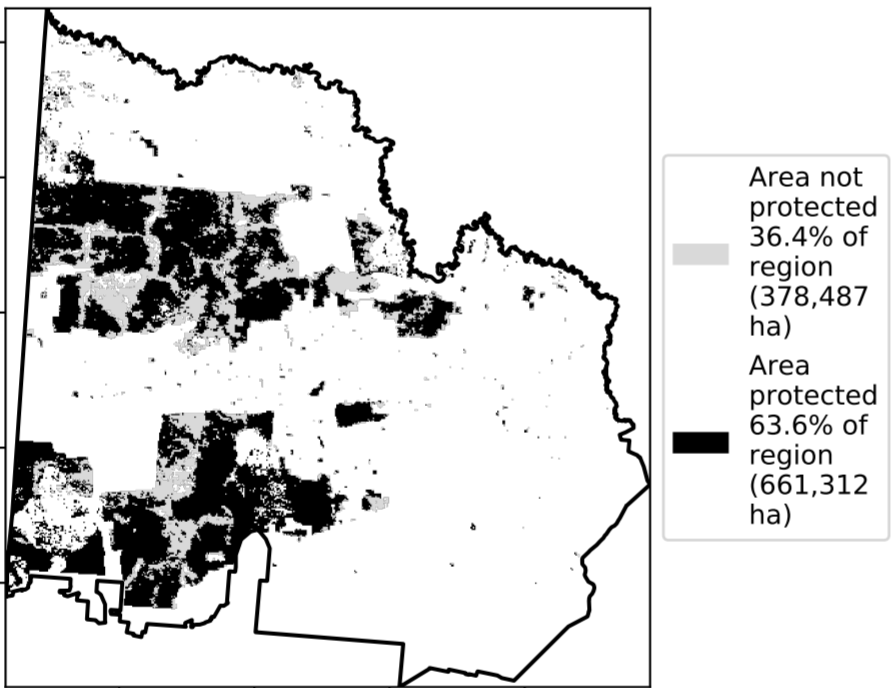 Area not
protected
36.4% of
region
(378,487
ha)
Area
protected
63.6% of
region
(661,312
ha)